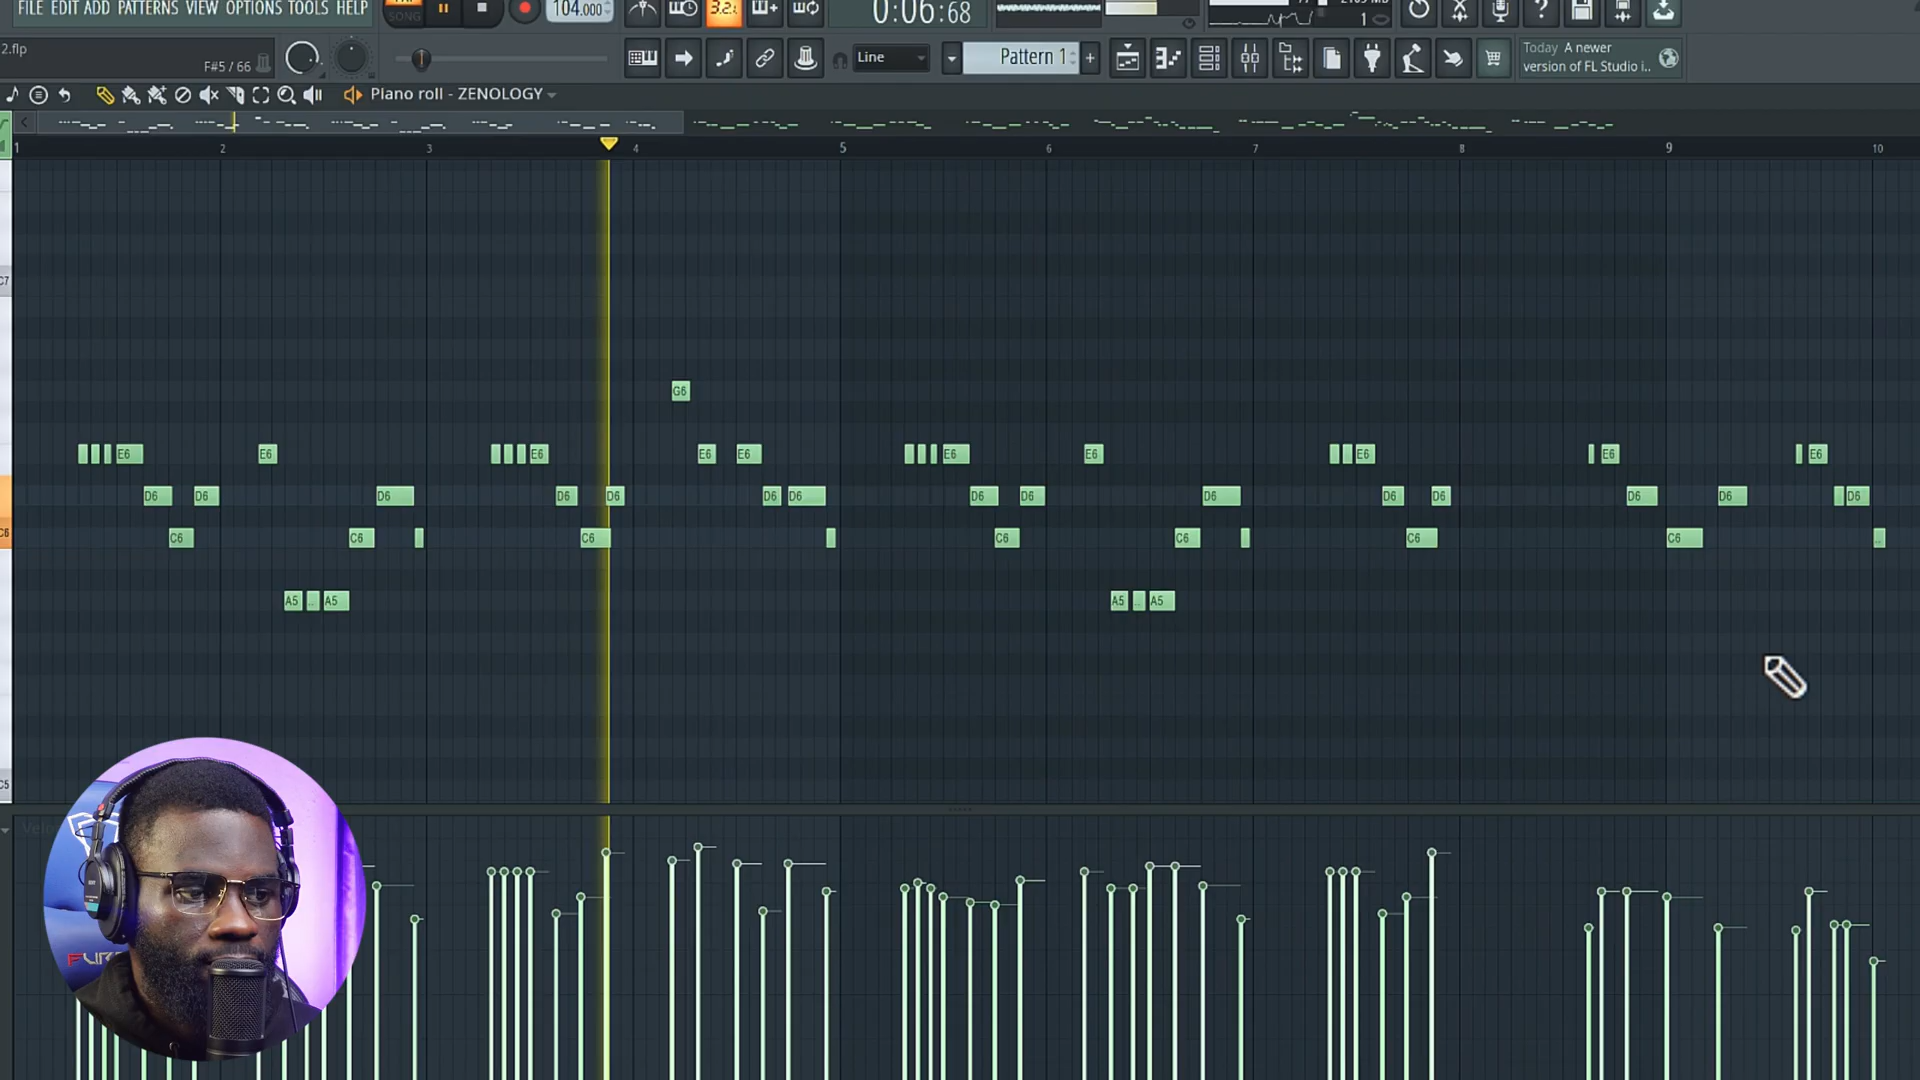 FILE EDIT ADD PATTERNS VIEW OPTIONS TOOLS HELP
SONG
104.000
3.2.
0:06:68
1
2.flp
F#5 / 66
Line
Pattern 1
+
Today A newer
version of FL Studio i..
Piano roll - ZENOLOGY
1 2 3 4 5 6 7 8 9 10
C7
G6
E6 E6 E6 E6 E6 E6 E6 E6 E6 E6
D6 D6 D6 D6 D6 D6 D6 D6 D6 D6 D6 D6 D6 D6 D6
C6
C6 C6 C6 C6 C6 C6 C6
A5 .. A5 A5 .. A5
C5